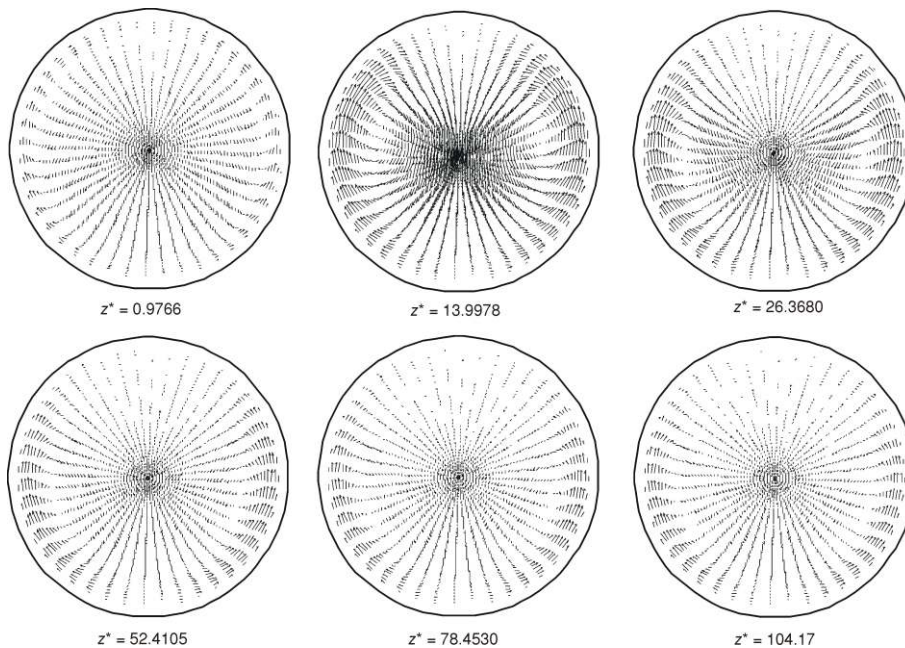 z* = 0.9766
z* = 13.9978
z* = 26.3680
z* = 52.4105
z* = 78.4530
z* = 104.17